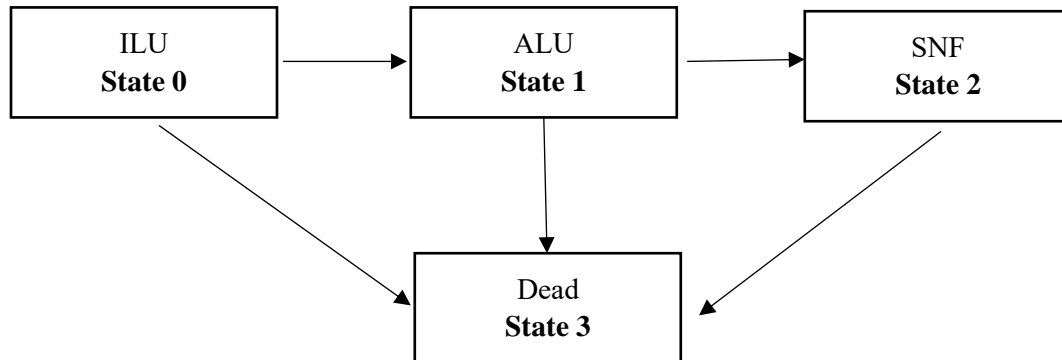 ILU
State 0
ALU
State 1
SNF
State 2
Dead
State 3